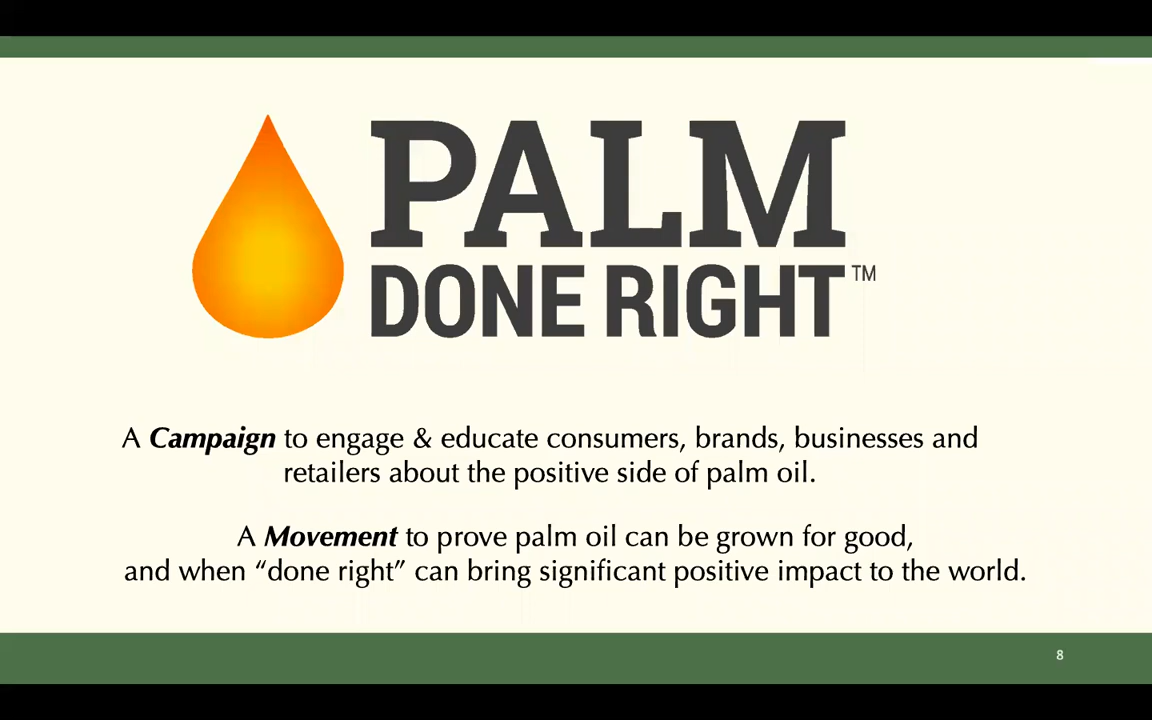 PALM
DONE RIGHT™
A Campaign to engage & educate consumers, brands, businesses and
retailers about the positive side of palm oil.
A Movement to prove palm oil can be grown for good,
and when “done right” can bring significant positive impact to the world.
8